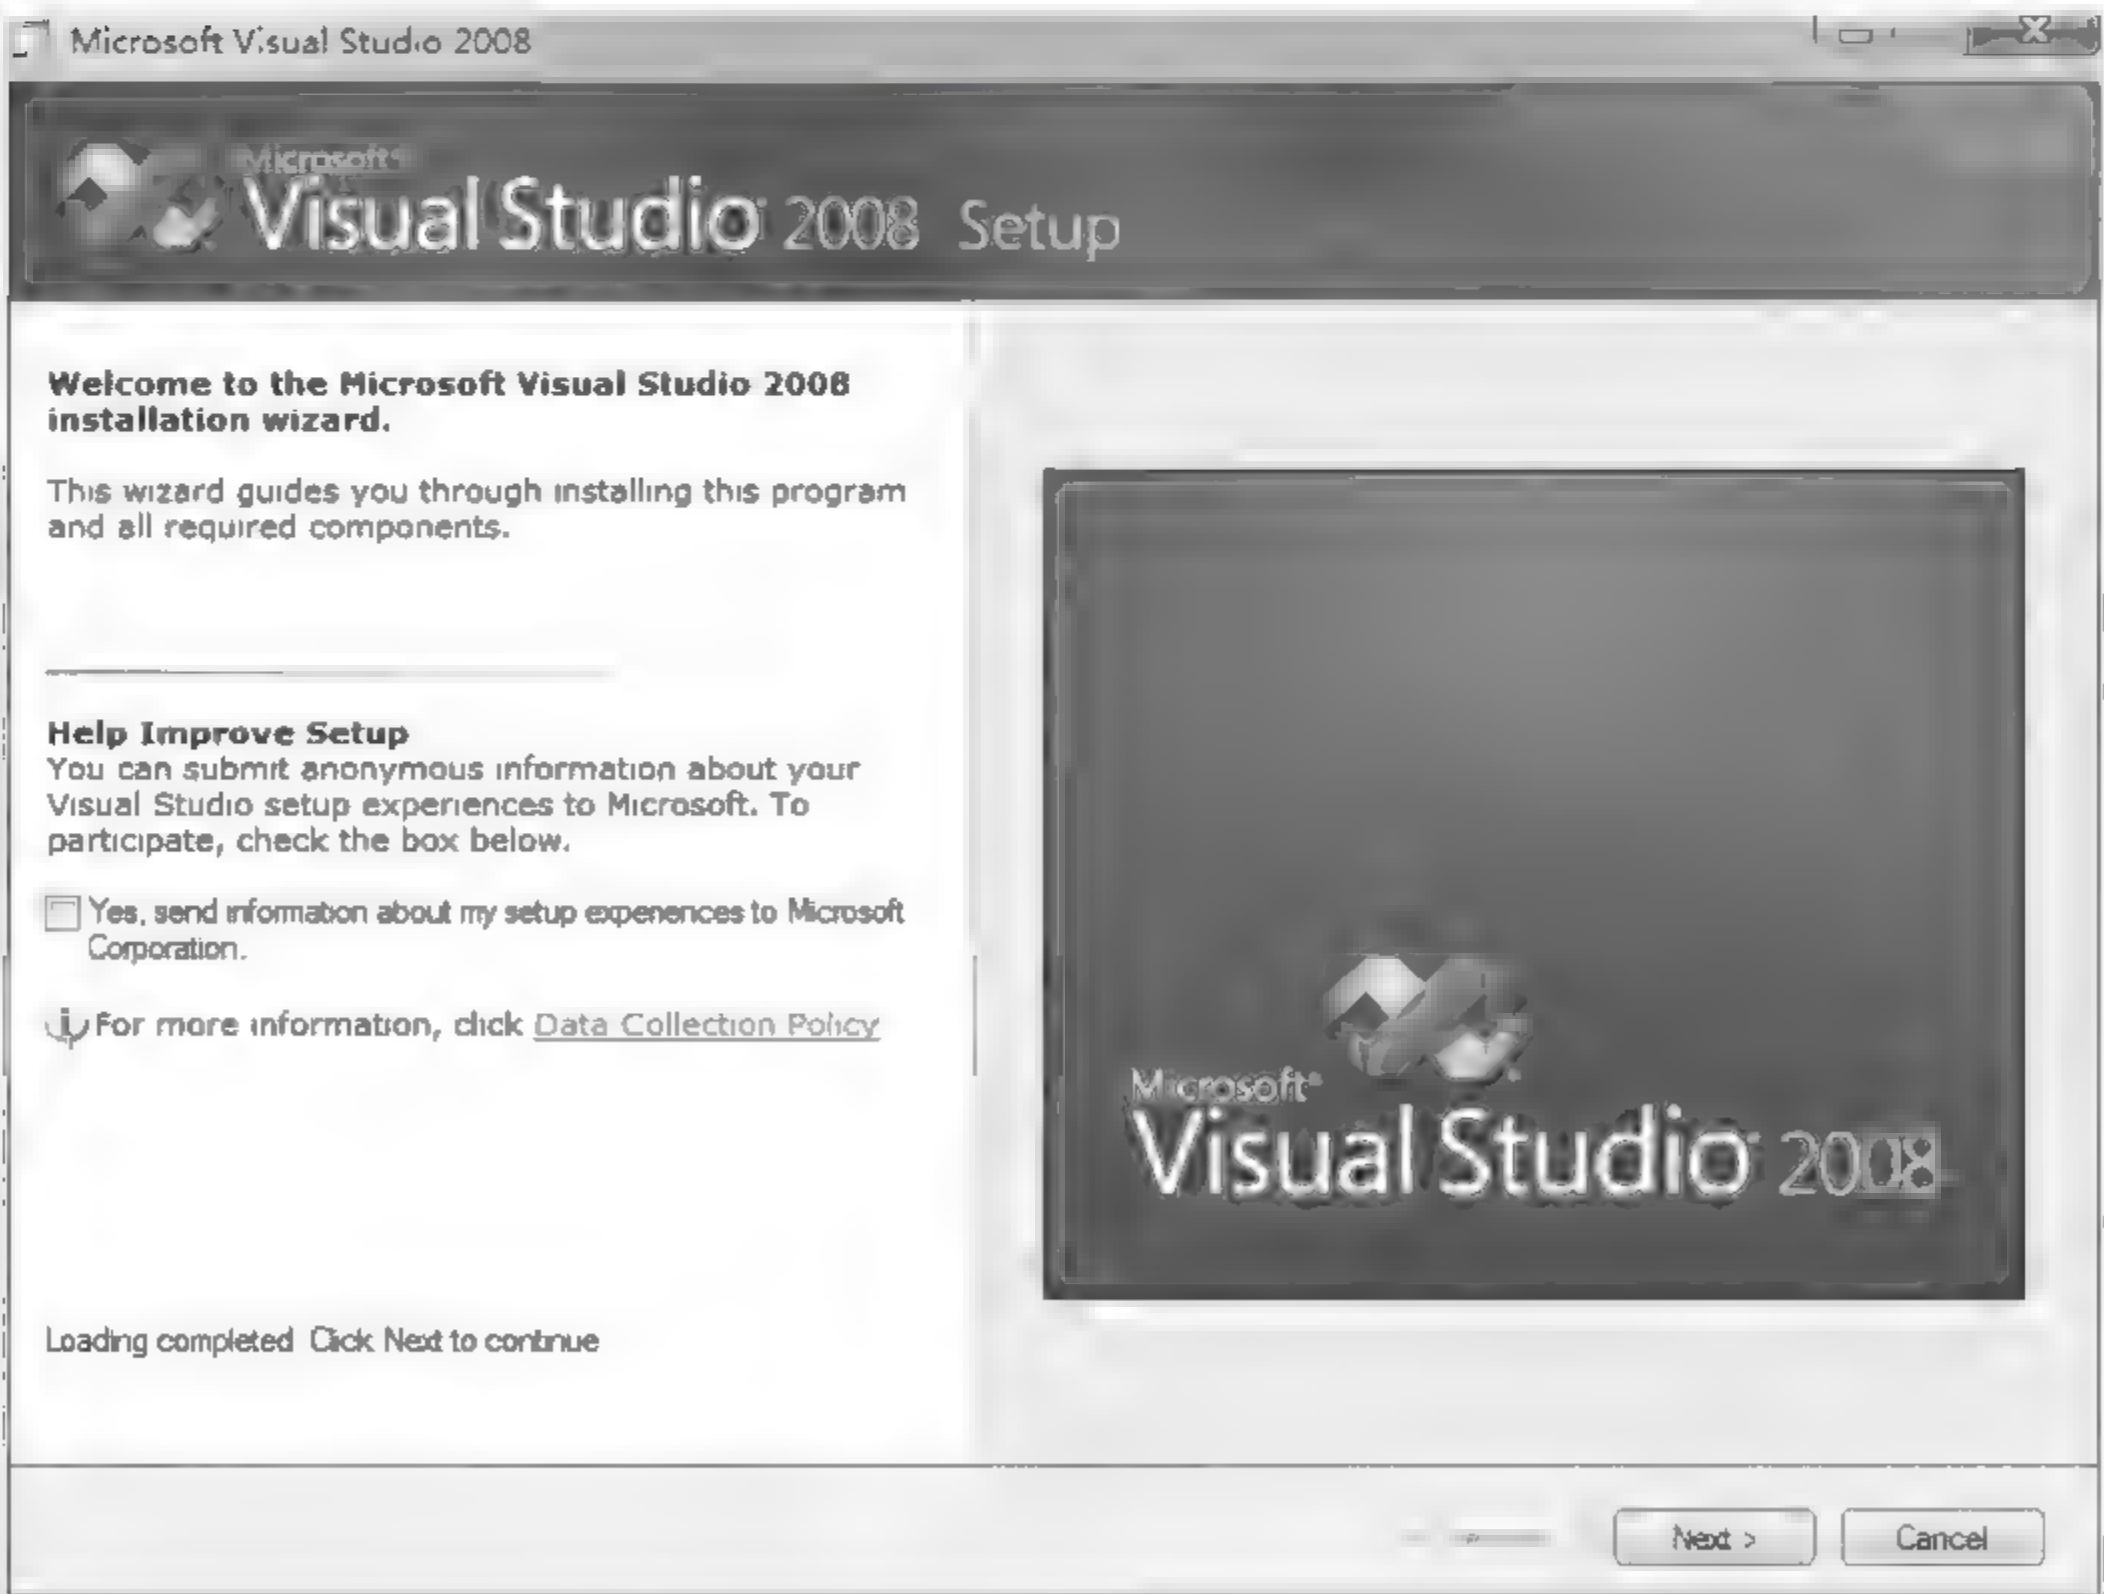 Microsoft Visual Studio 2008
Microsoft®
Visual Studio 2008 Setup
Welcome to the Microsoft Visual Studio 2008
installation wizard.
This wizard guides you through installing this program
and all required components.
Help Improve Setup
You can submit anonymous information about your
Visual Studio setup experiences to Microsoft. To
participate, check the box below.
Yes, send information about my setup experiences to Microsoft
Corporation.
For more information, click Data Collection Policy
Loading completed Click Next to continue
Microsoft®
Visual Studio 2008
Next >
Cancel